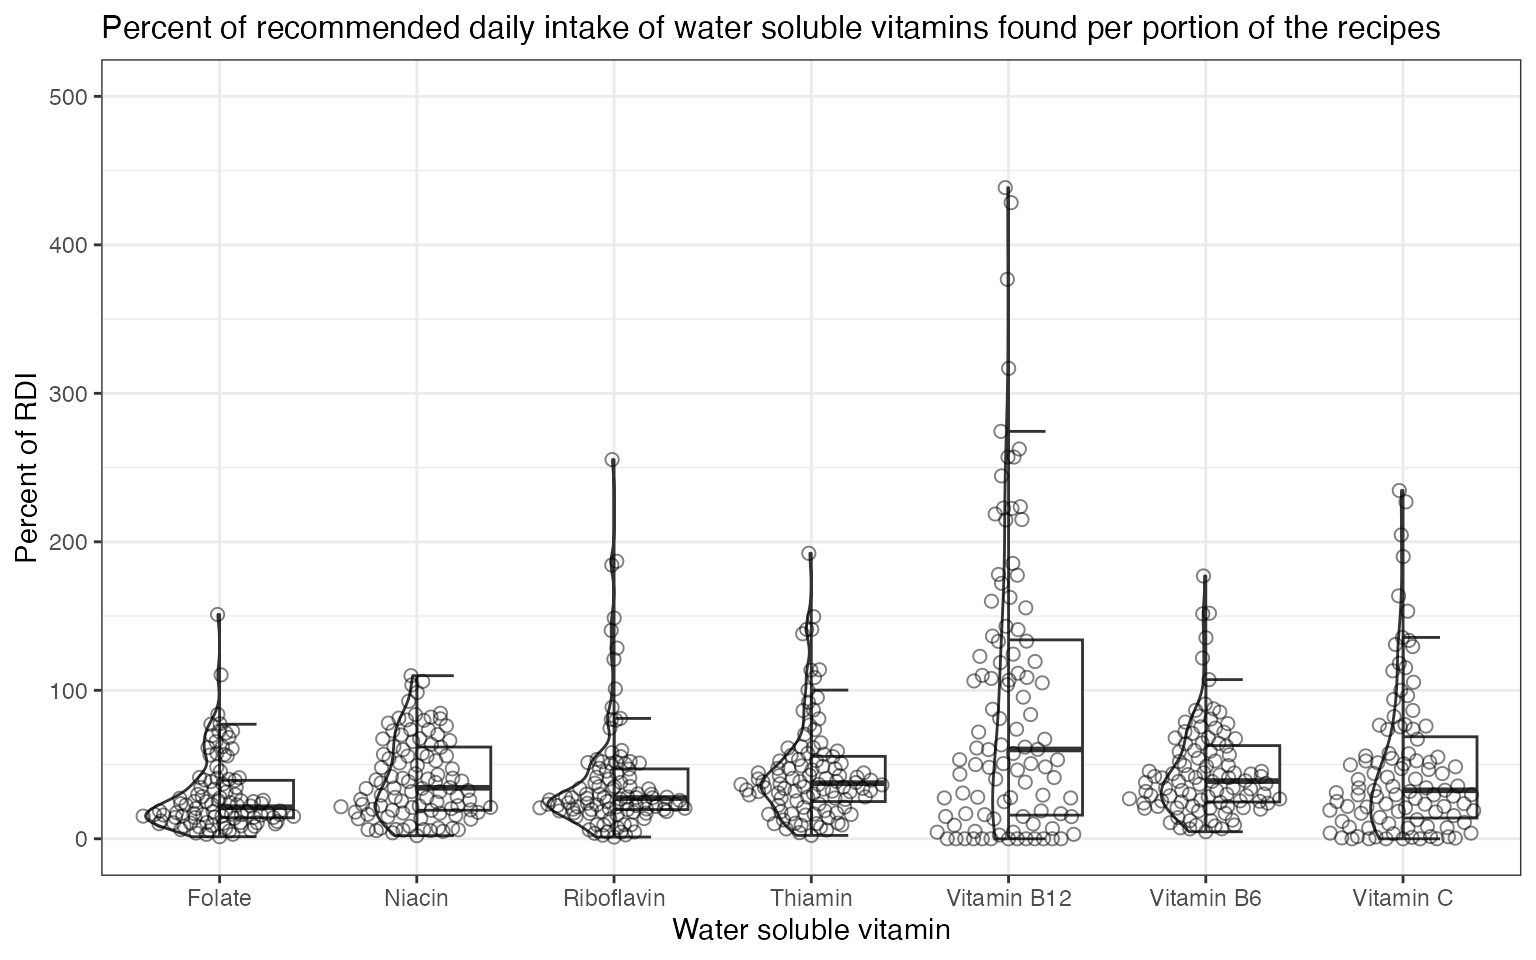 Percent of recommended daily intake of water soluble vitamins found per portion of the recipes
Percent of RDI
500
400
300
200
100
0
Folate
Niacin
Riboflavin
Thiamin
Vitamin B12
Vitamin B6
Vitamin C
Water soluble vitamin